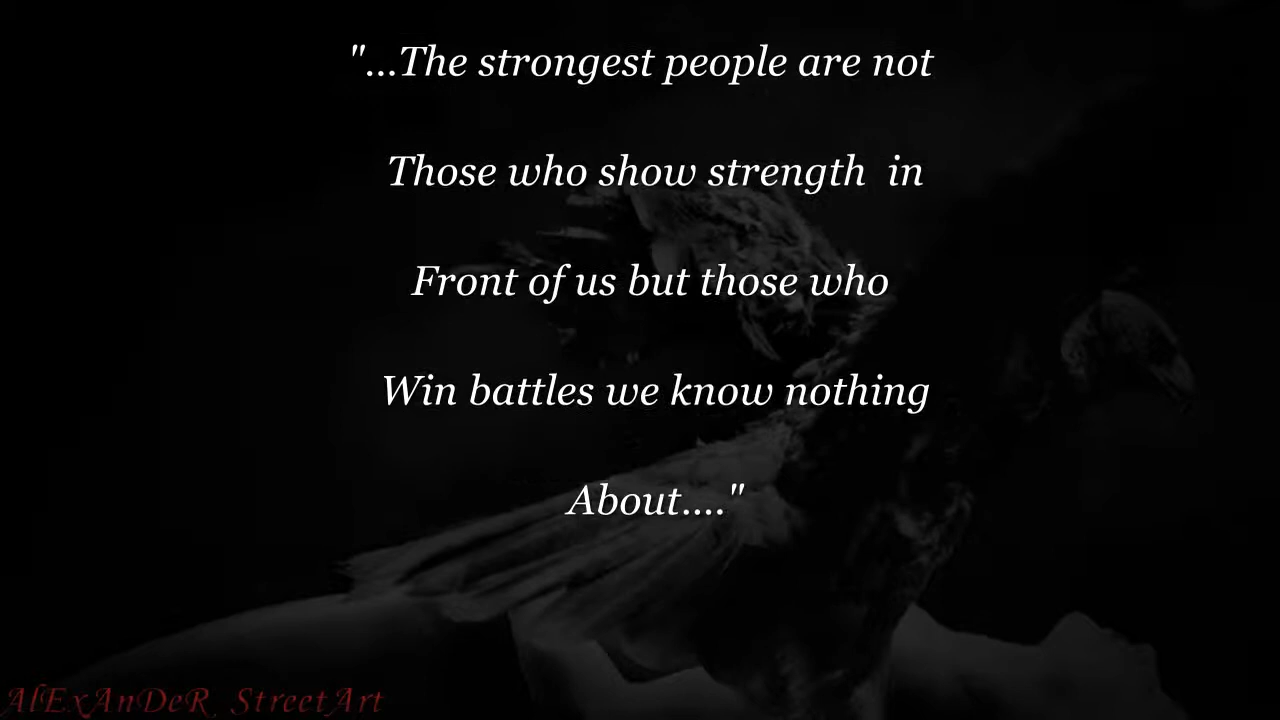 "...The strongest people are not
Those who show strength  in
Front of us but those who
Win battles we know nothing
About...."
AlExAnDeR StreetArt